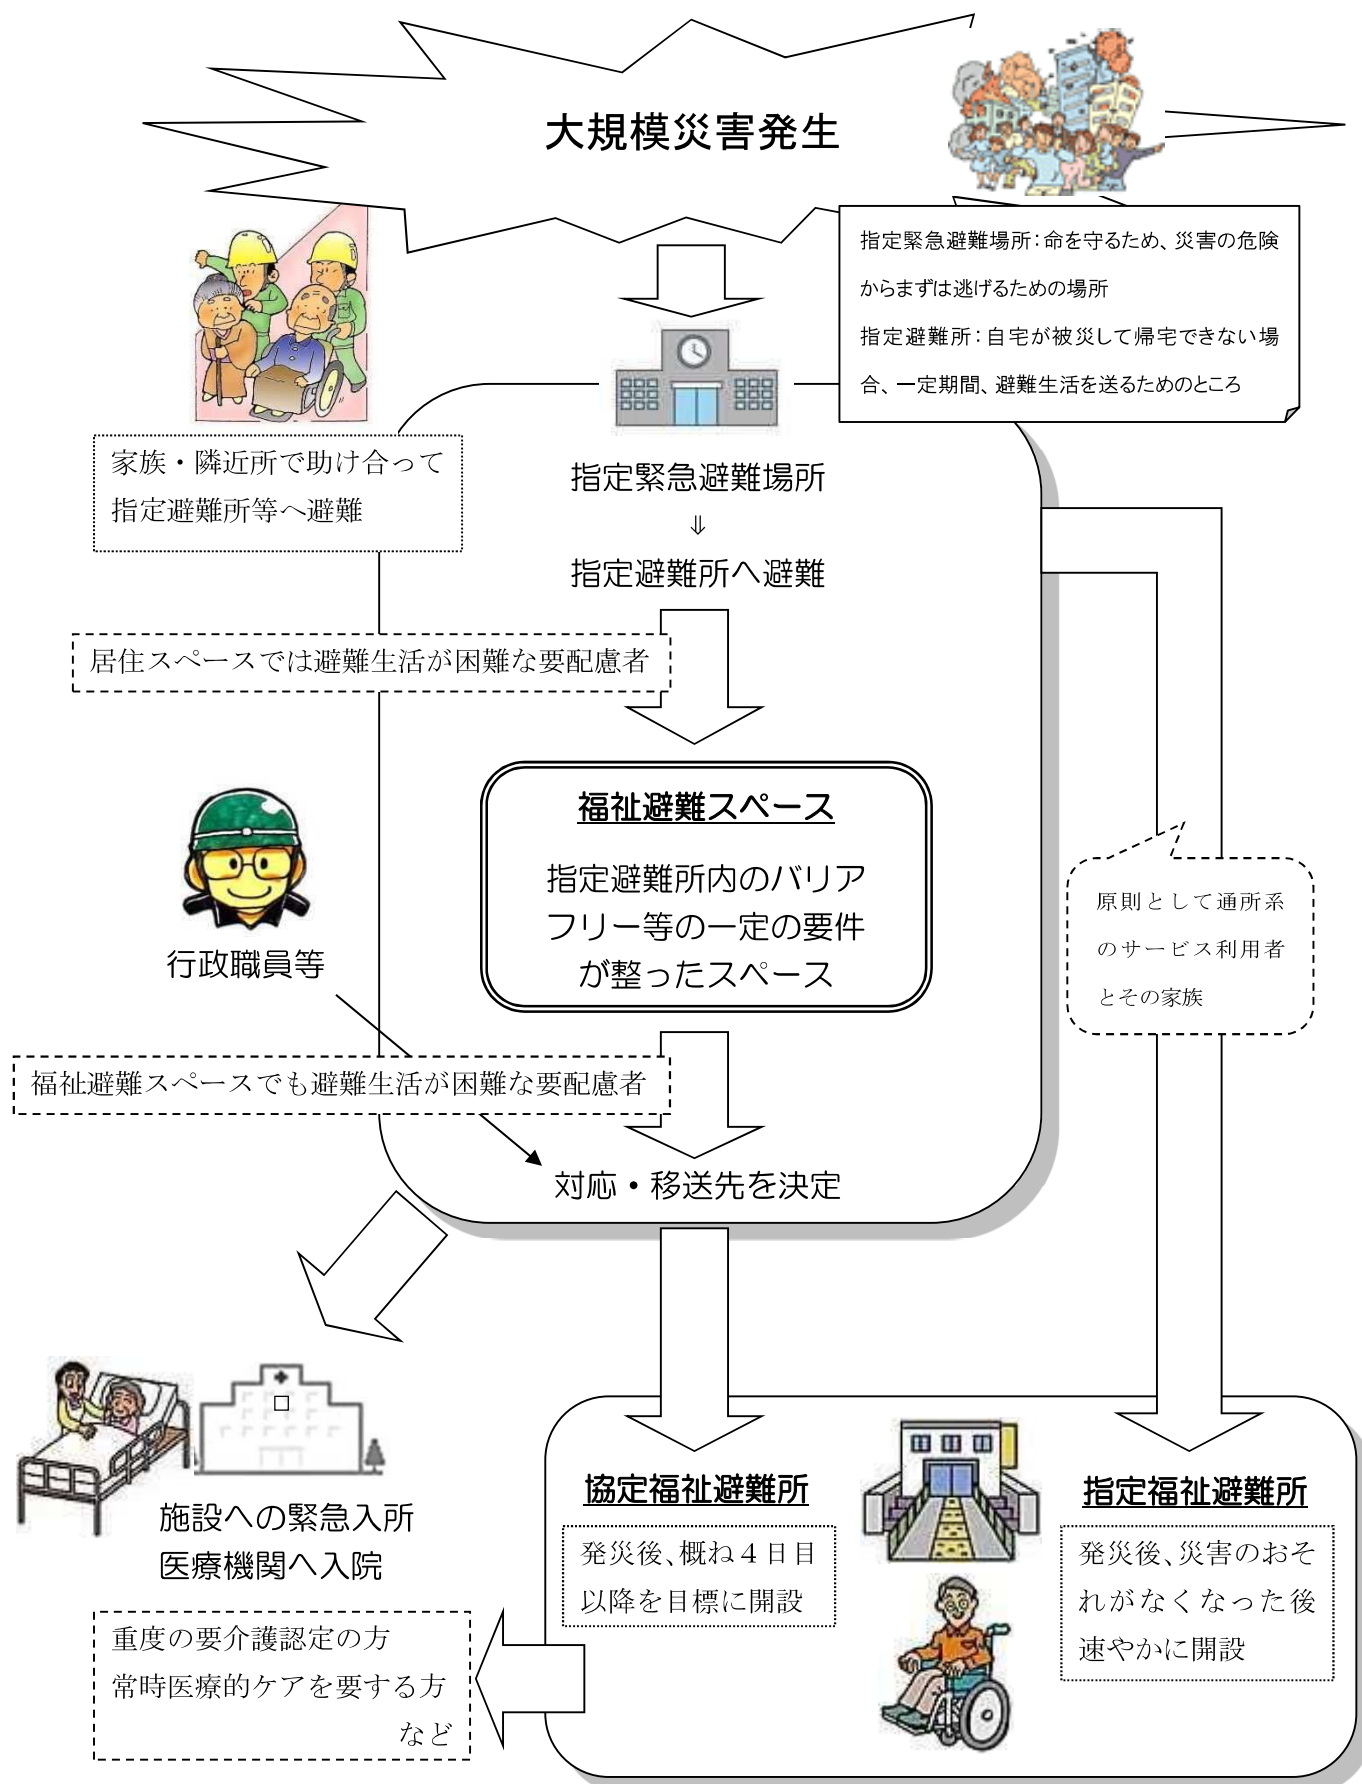 大規模災害発生
指定緊急避難場所：命を守るため、災害の危険
からまずは逃げるための場所
指定避難所：自宅が被災して帰宅できない場
合、一定期間、避難生活を送るためのところ
家族・隣近所で助け合って
指定避難所等へ避難
指定緊急避難場所
⇓
指定避難所へ避難
居住スペースでは避難生活が困難な要配慮者
福祉避難スペース
指定避難所内のバリア
フリー等の一定の要件
が整ったスペース
行政職員等
原則として通所系
のサービス利用者
とその家族
福祉避難スペースでも避難生活が困難な要配慮者
対応・移送先を決定
施設への緊急入所
医療機関へ入院
重度の要介護認定の方
常時医療的ケアを要する方
など
協定福祉避難所
発災後、概ね４日目
以降を目標に開設
指定福祉避難所
発災後、災害のおそ
れがなくなった後
速やかに開設